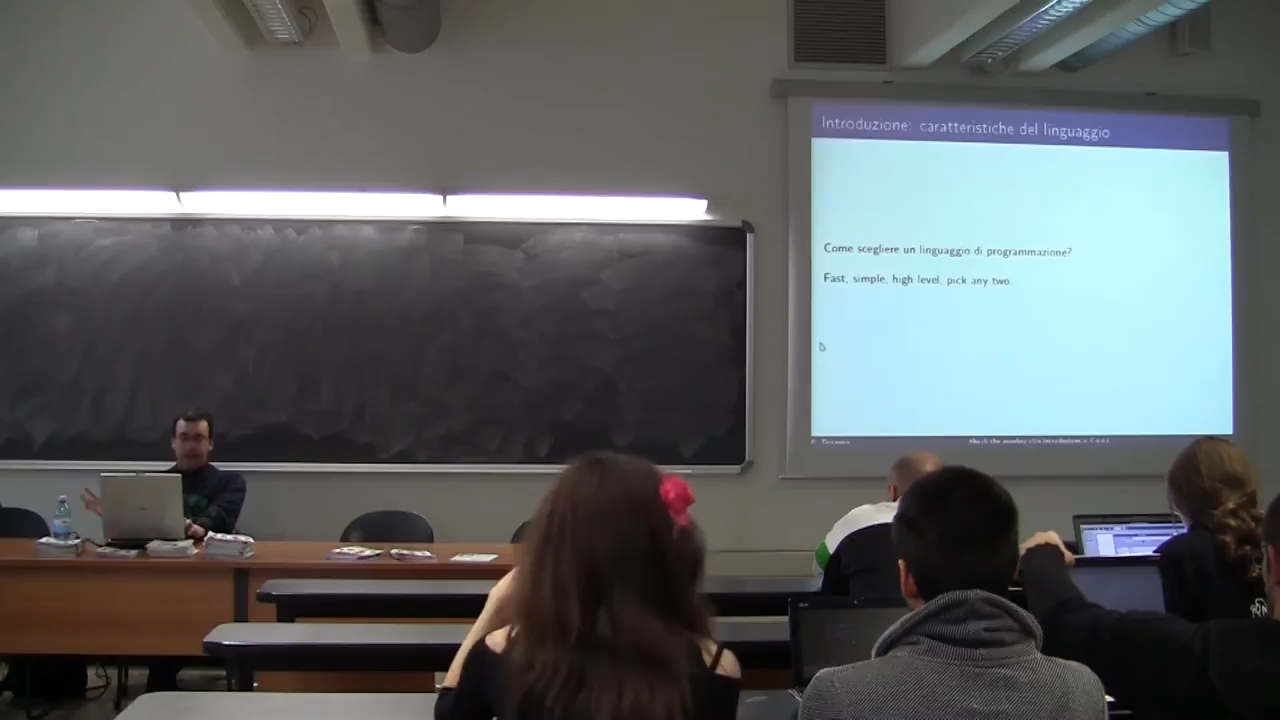 Introduzione: caratteristiche del linguaggio
Come scegliere un linguaggio di programmazione?
Fast, simple, high level, pick any two.